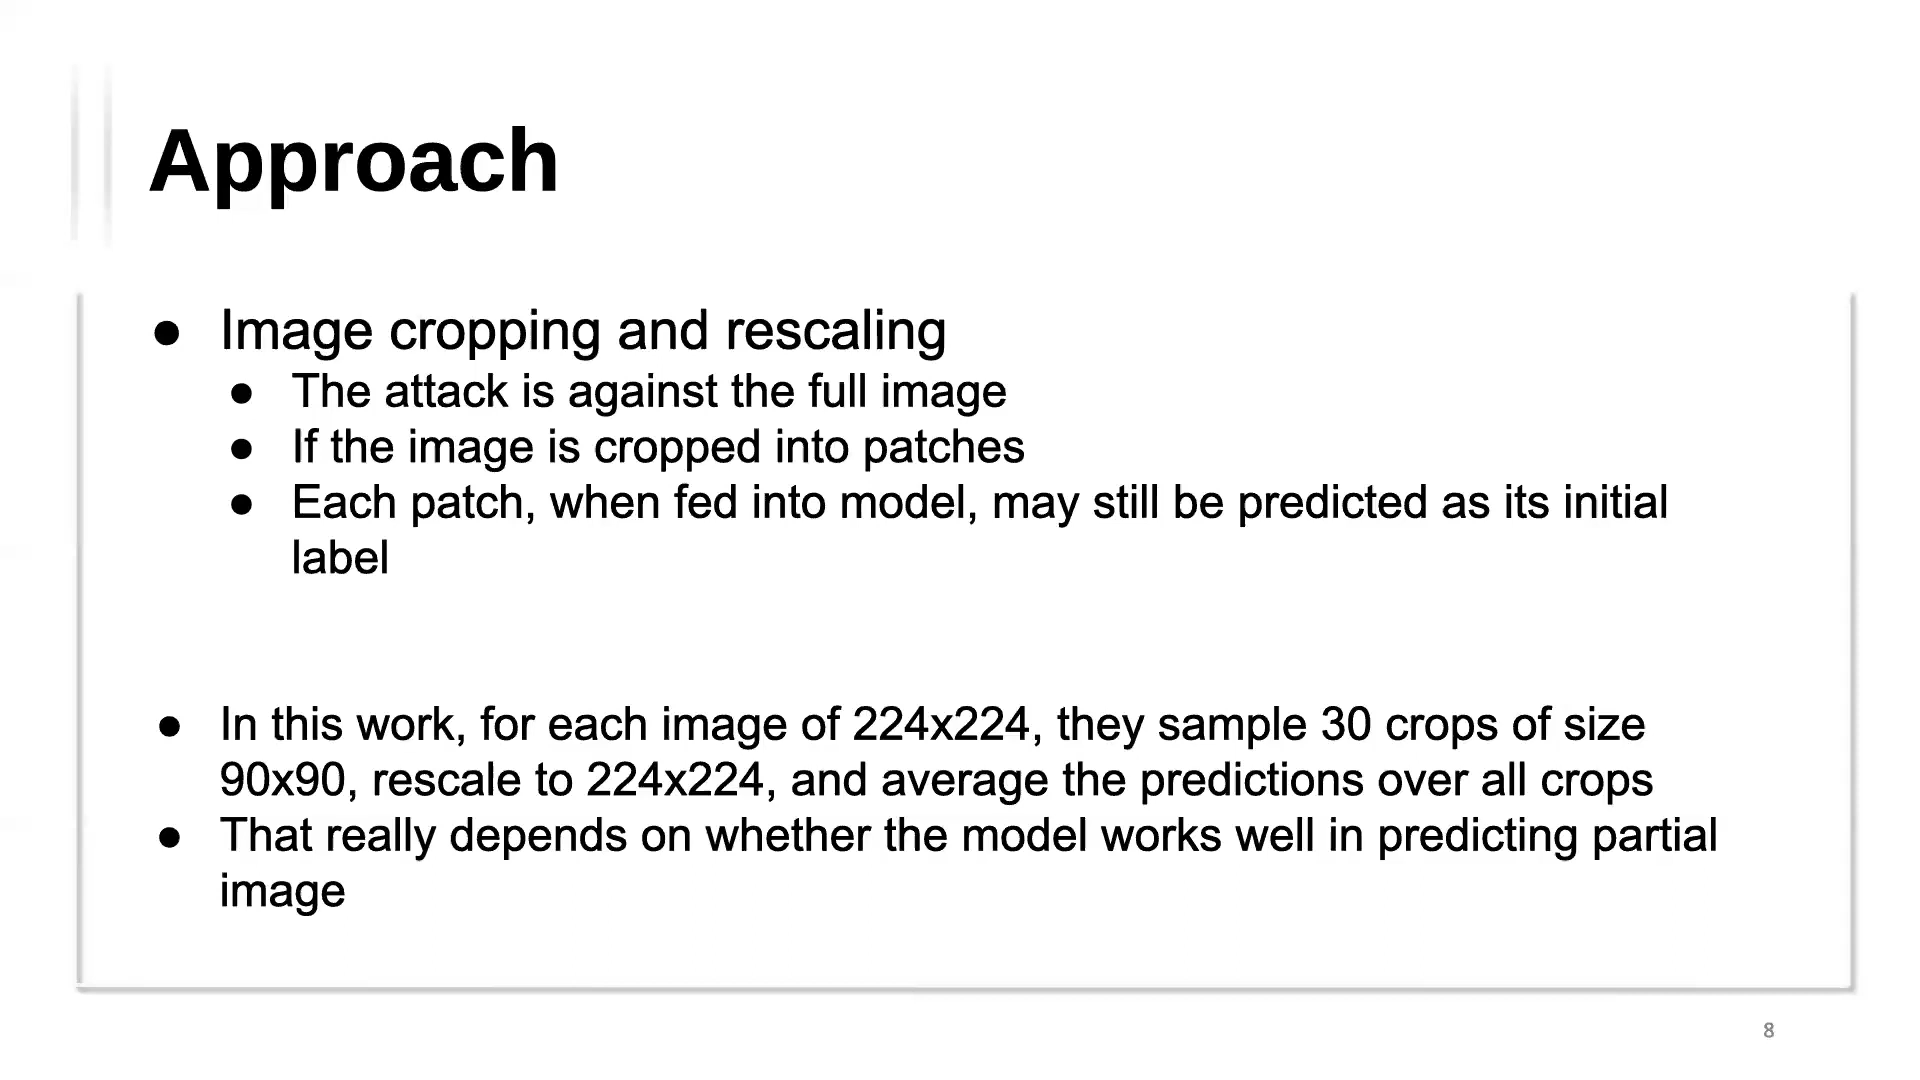 Approach
● Image cropping and rescaling
● The attack is against the full image
● If the image is cropped into patches
● Each patch, when fed into model, may still be predicted as its initial
label
● In this work, for each image of 224x224, they sample 30 crops of size
90x90, rescale to 224x224, and average the predictions over all crops
● That really depends on whether the model works well in predicting partial
image
8